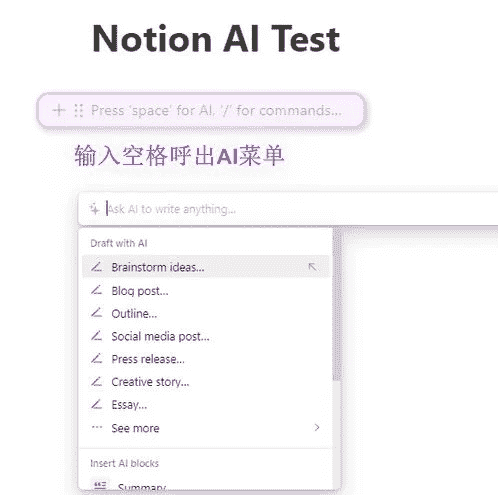 Notion AI Test
Press 'space' for AI, '/' for commands...
输入空格呼出AI菜单
Ask AI to write anything...
Draft with AI
Brainstorm ideas...
Blog post...
Outline...
Social media post...
Press release...
Creative story...
Essay...
See more
Insert AI blocks
Summary